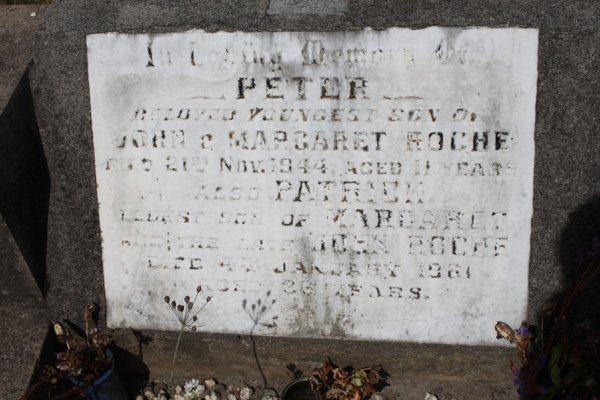 In Loving Memory Of
PETER
BELOVED YOUNGEST SON OF
JOHN & MARGARET ROCHE
DIED 21ST NOV. 1944, AGED 11 YEARS
ALSO PATRICK
ELDEST SON OF MARGARET
AND THE LATE JOHN ROCHE
DIED 4TH JANUARY 1961
AGED YEARS.